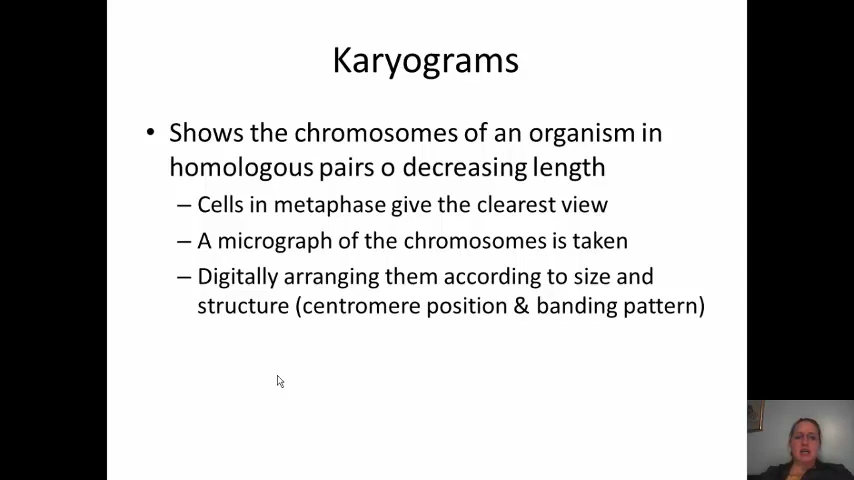 Karyograms
• Shows the chromosomes of an organism in
homologous pairs o decreasing length
– Cells in metaphase give the clearest view
– A micrograph of the chromosomes is taken
– Digitally arranging them according to size and
structure (centromere position & banding pattern)